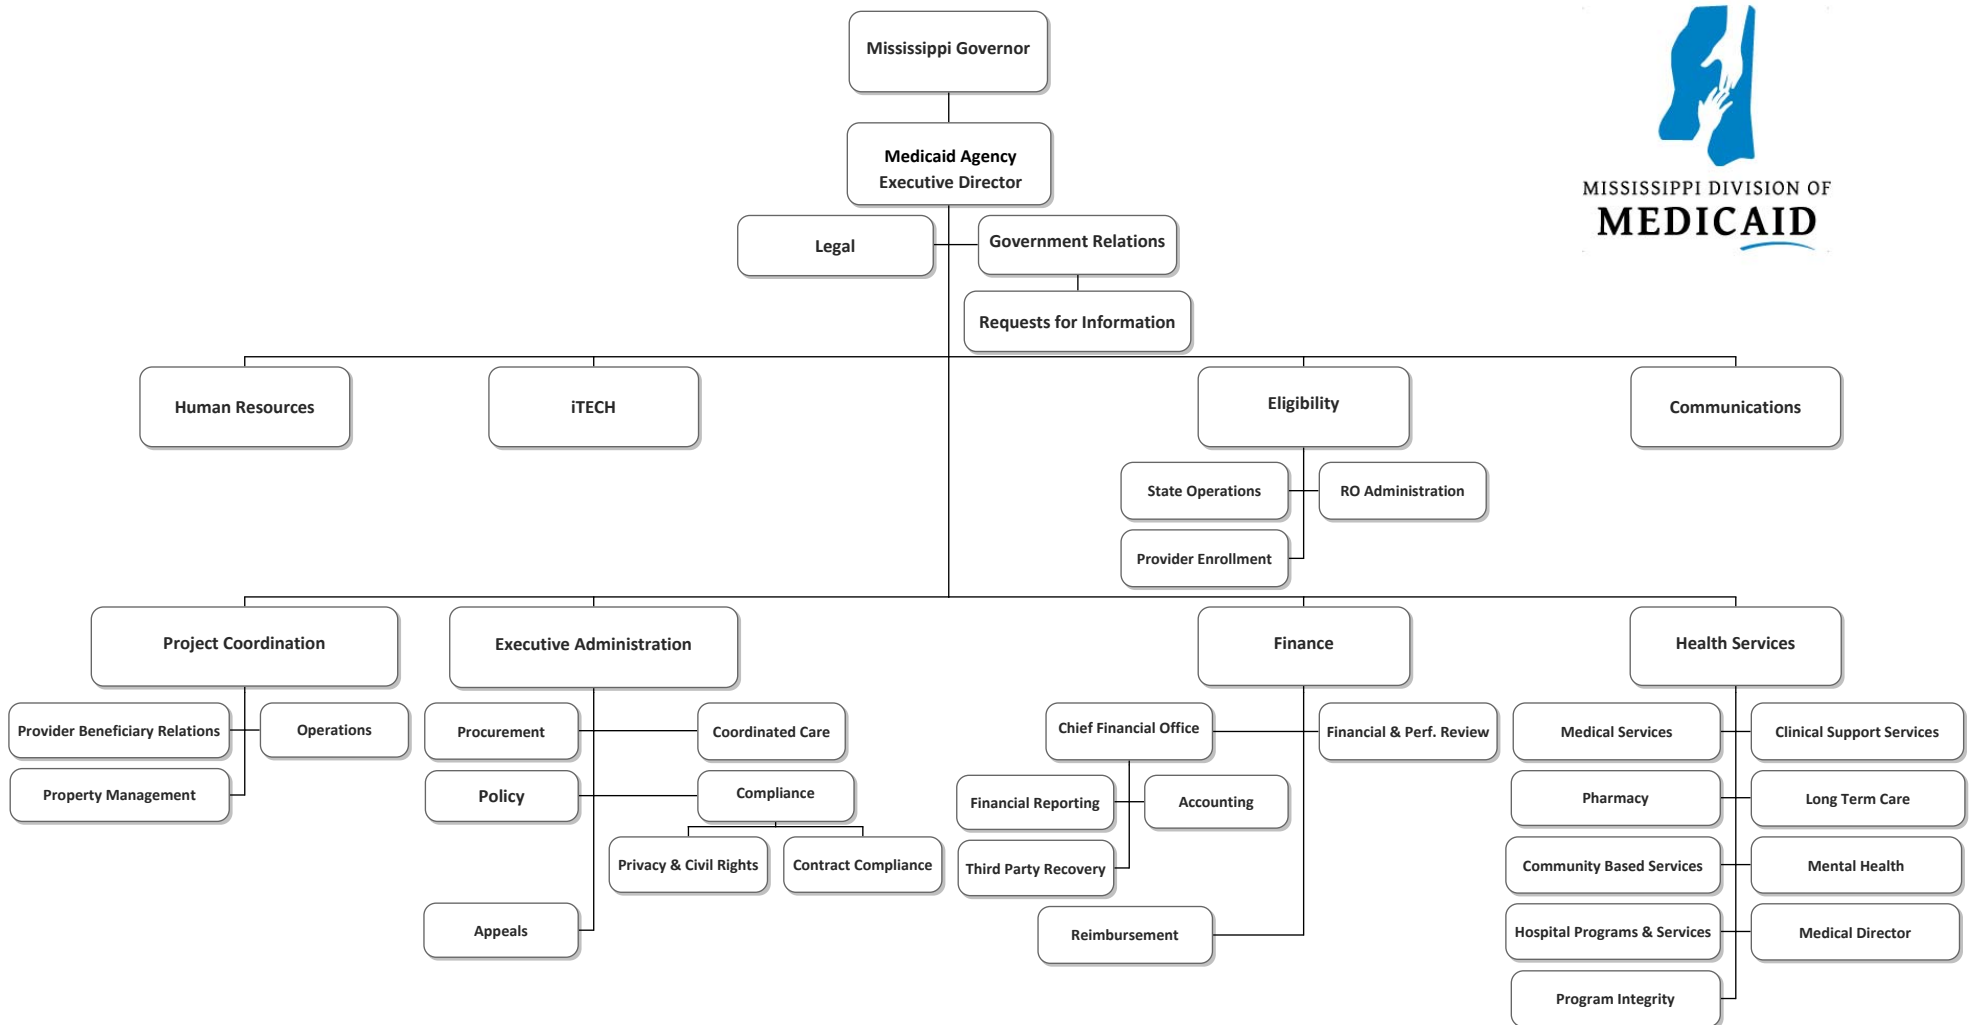 Mississippi Governor
MISSISSIPPI DIVISION OF
MEDICAID
Medicaid Agency
Executive Director
Legal
Government Relations
Requests for Information
Human Resources
iTECH
Eligibility
Communications
State Operations
RO Administration
Provider Enrollment
Project Coordination
Executive Administration
Finance
Health Services
Provider Beneficiary Relations
Operations
Property Management
Procurement
Coordinated Care
Policy
Compliance
Privacy & Civil Rights
Contract Compliance
Appeals
Chief Financial Office
Financial & Perf. Review
Financial Reporting
Accounting
Third Party Recovery
Reimbursement
Medical Services
Clinical Support Services
Pharmacy
Long Term Care
Community Based Services
Mental Health
Hospital Programs & Services
Medical Director
Program Integrity